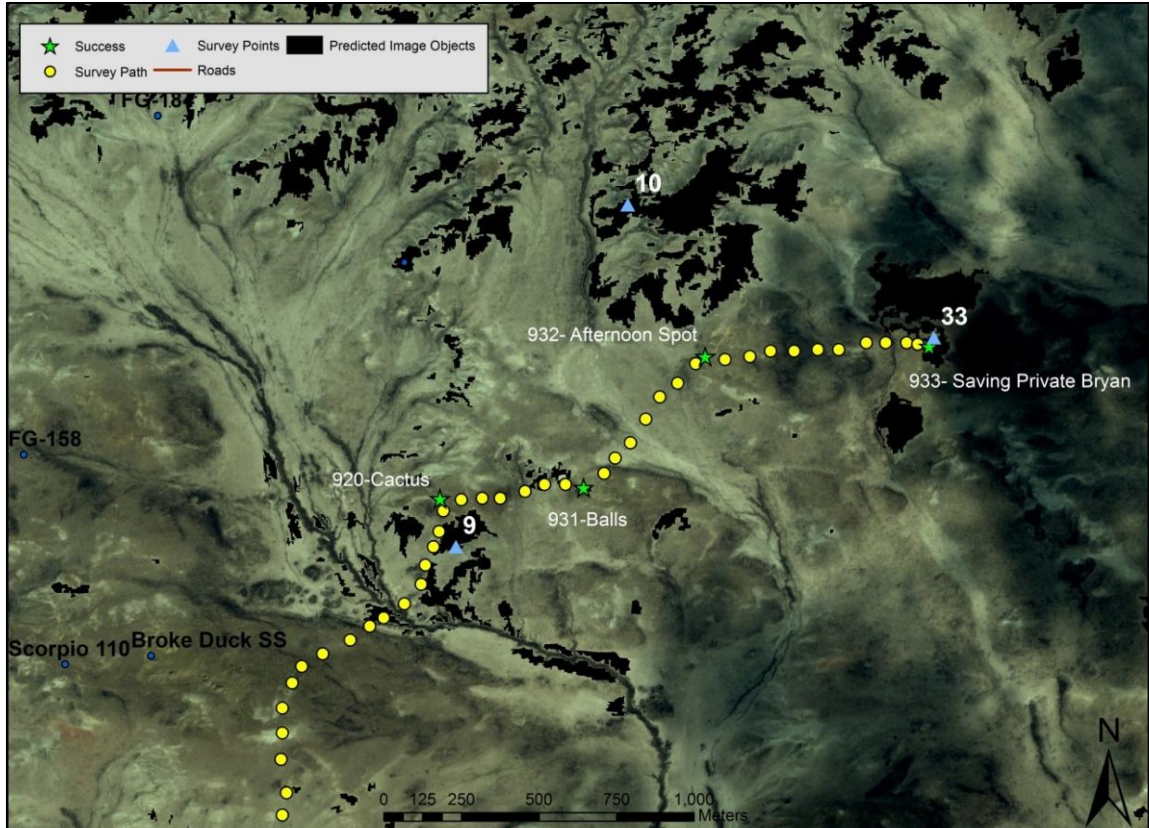 Success
Survey Points
Predicted Image Objects
Survey Path
Roads
FG-184
10
932- Afternoon Spot
33
933- Saving Private Bryan
FG-158
920-Cactus
931-Balls
9
Scorpio 110
Broke Duck SS
N
0 125 250 500 750 1,000
Meters